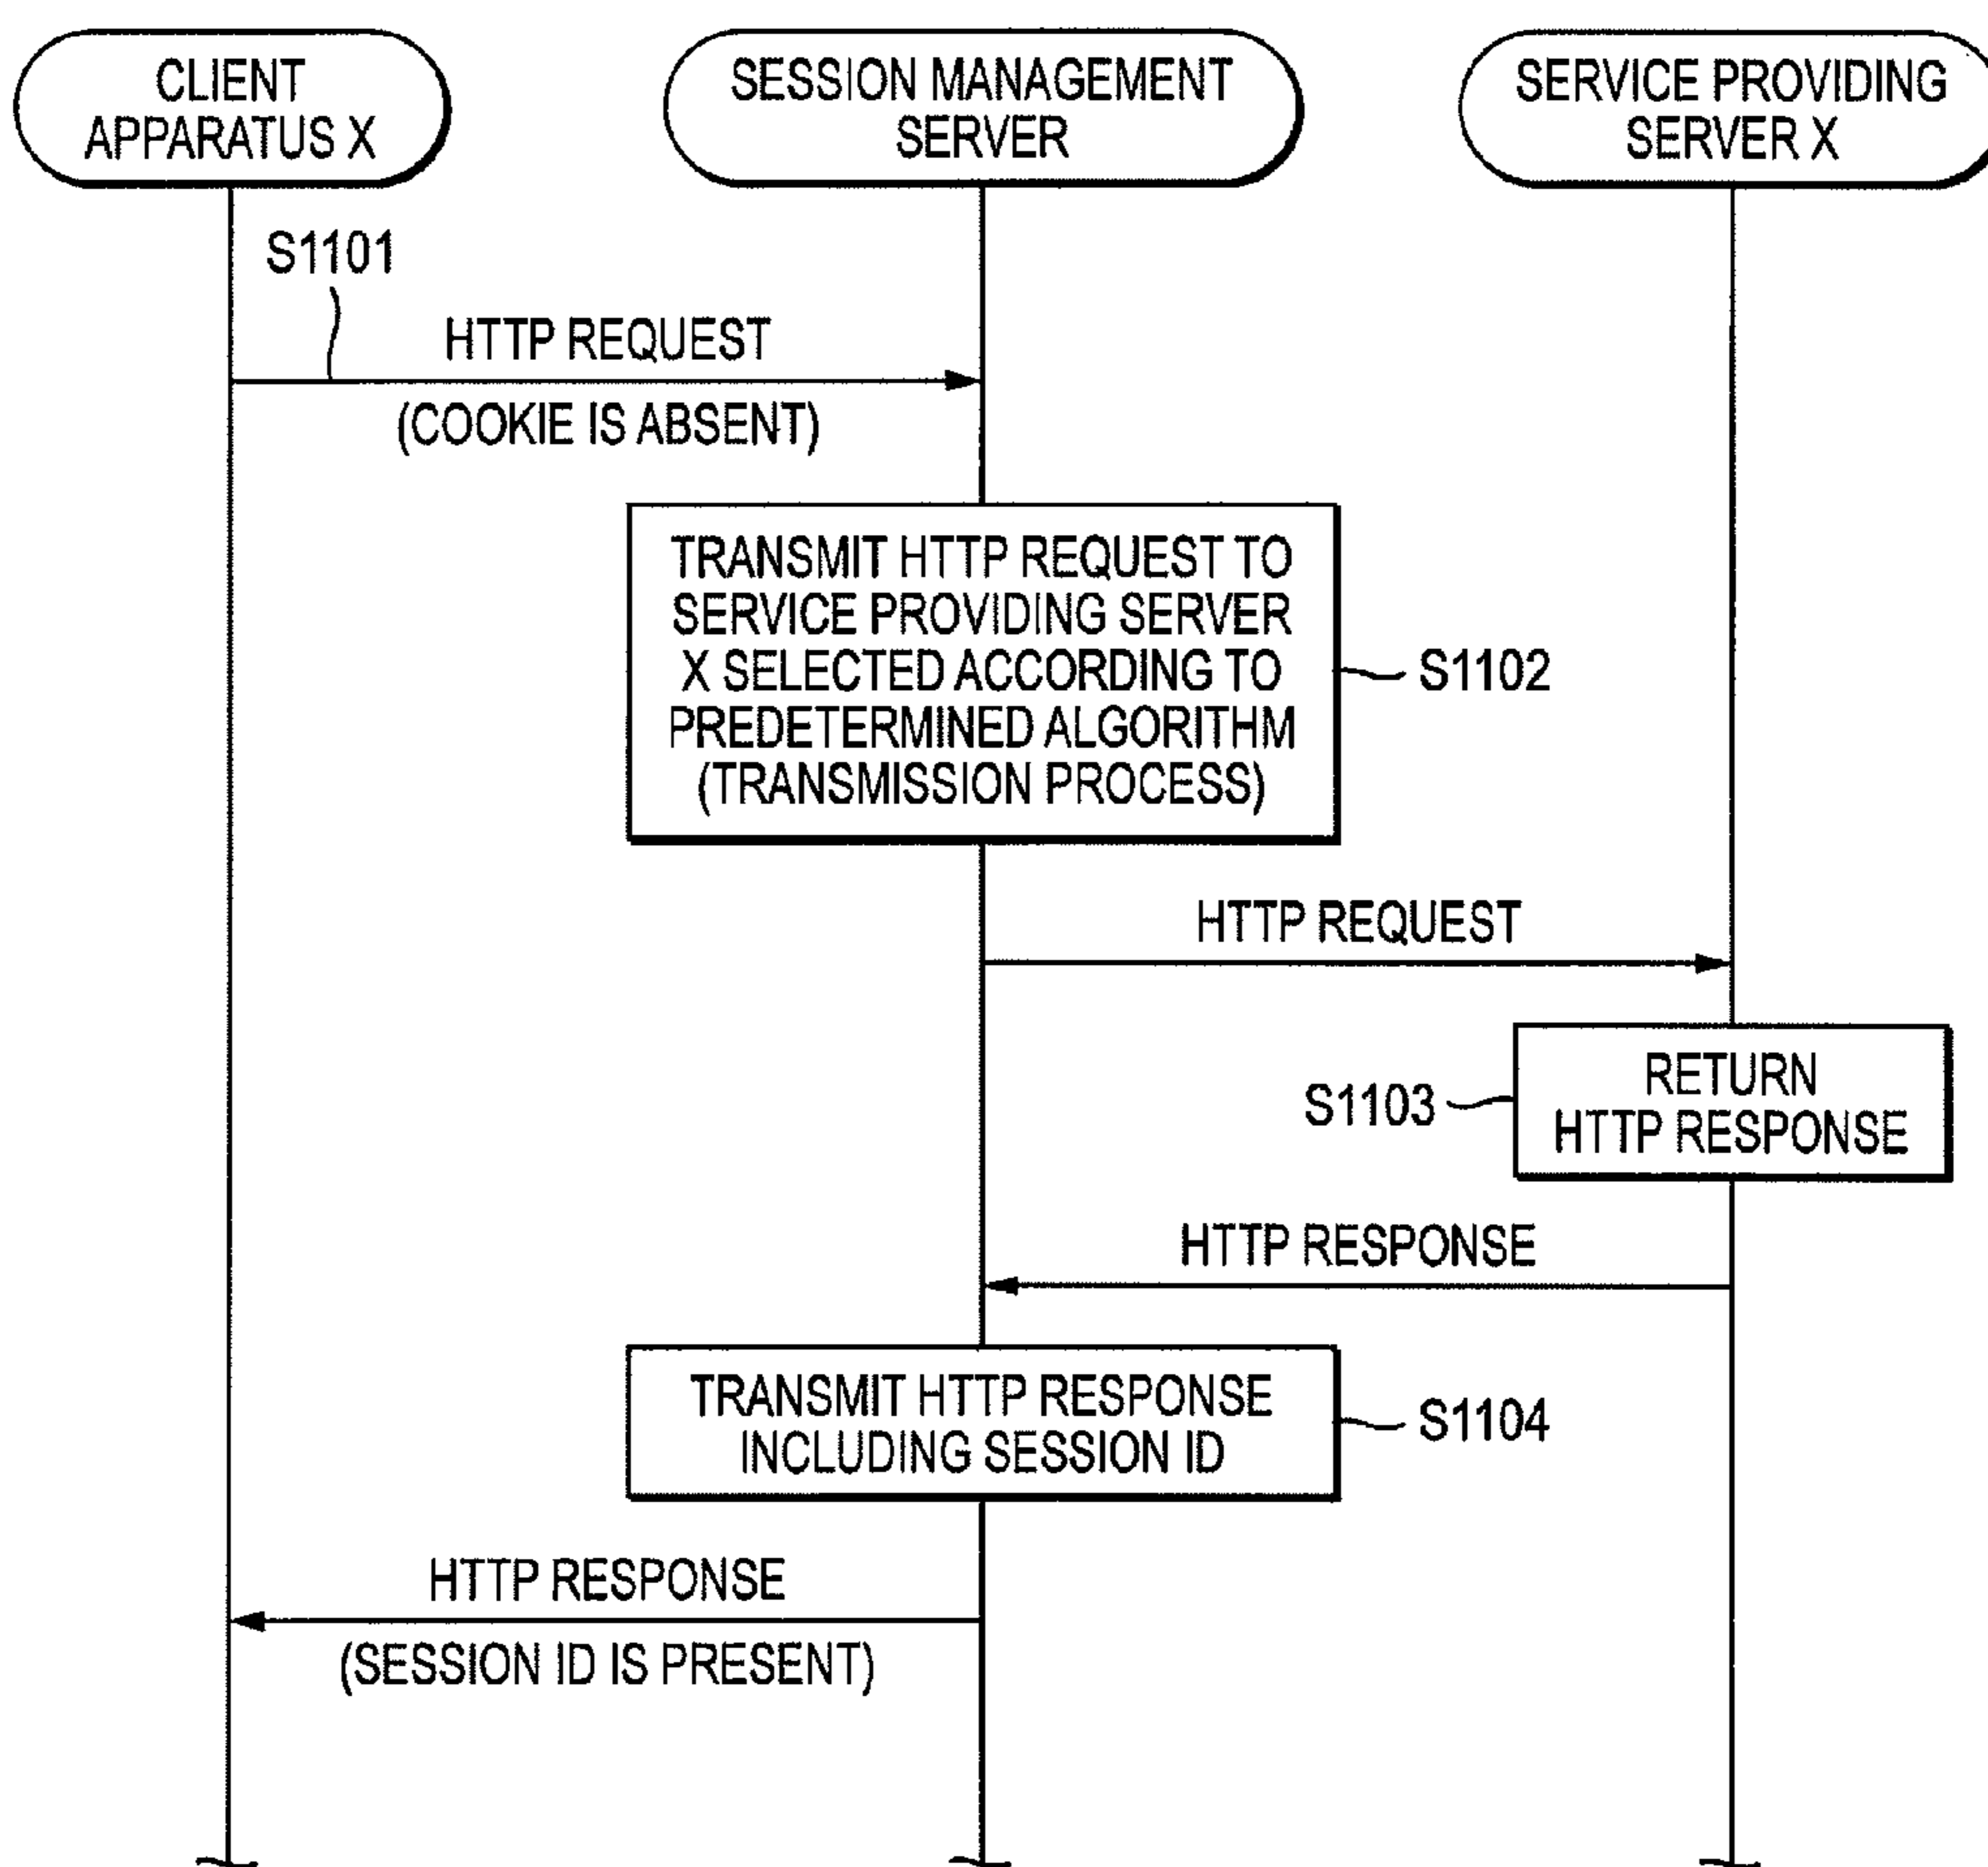 CLIENT
APPARATUS X
SESSION MANAGEMENT
SERVER
SERVICE PROVIDING
SERVER X
S1101
HTTP REQUEST
(COOKIE IS ABSENT)
TRANSMIT HTTP REQUEST TO
SERVICE PROVIDING SERVER
X SELECTED ACCORDING TO
PREDETERMINED ALGORITHM
(TRANSMISSION PROCESS)
S1102
HTTP REQUEST
RETURN
HTTP RESPONSE
S1103
HTTP RESPONSE
TRANSMIT HTTP RESPONSE
INCLUDING SESSION ID
S1104
HTTP RESPONSE
(SESSION ID IS PRESENT)